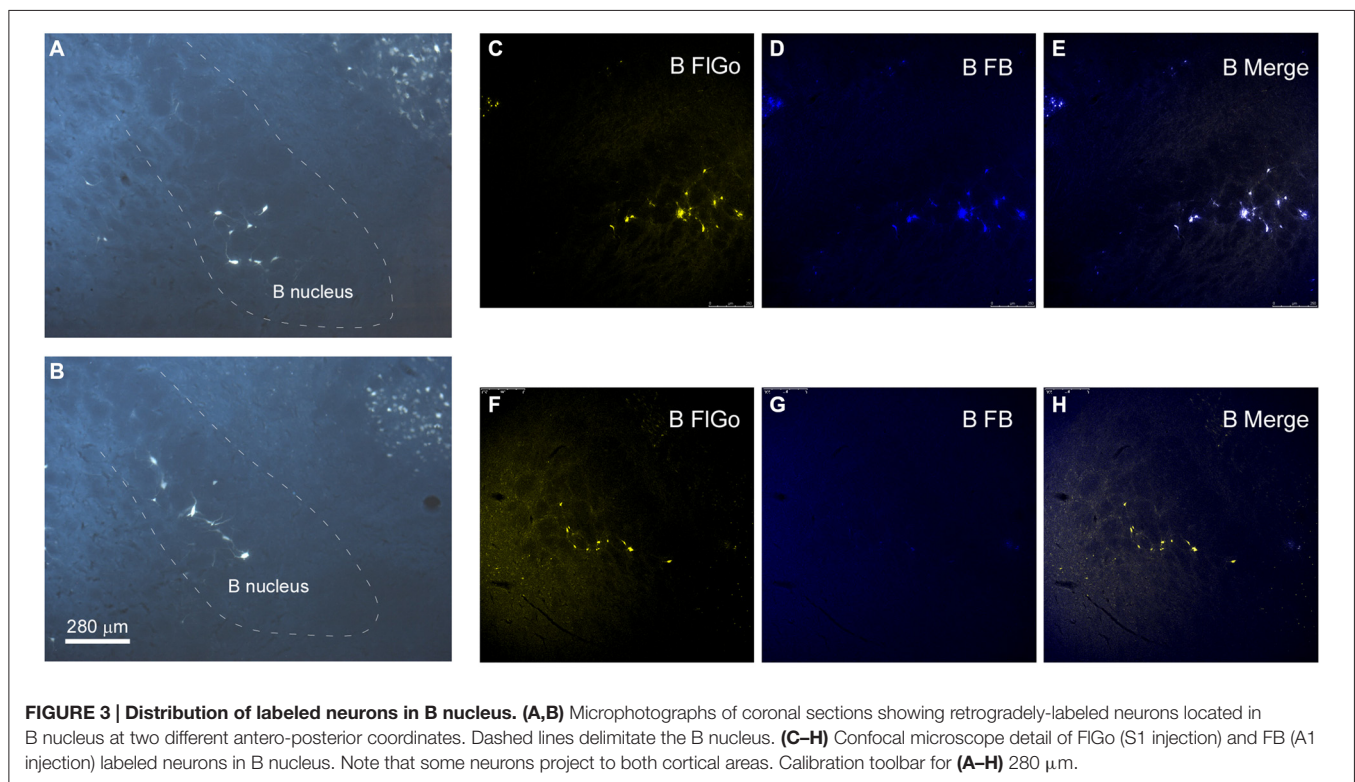 A
B nucleus
B
B nucleus
280 μm
C
B FlGo
D
B FB
E
B Merge
F
B FlGo
G
B FB
H
B Merge
FIGURE 3 | Distribution of labeled neurons in B nucleus. (A,B) Microphotographs of coronal sections showing retrogradely-labeled neurons located in
B nucleus at two different antero-posterior coordinates. Dashed lines delimitate the B nucleus. (C–H) Confocal microscope detail of FlGo (S1 injection) and FB (A1
injection) labeled neurons in B nucleus. Note that some neurons project to both cortical areas. Calibration toolbar for (A–H) 280 μm.